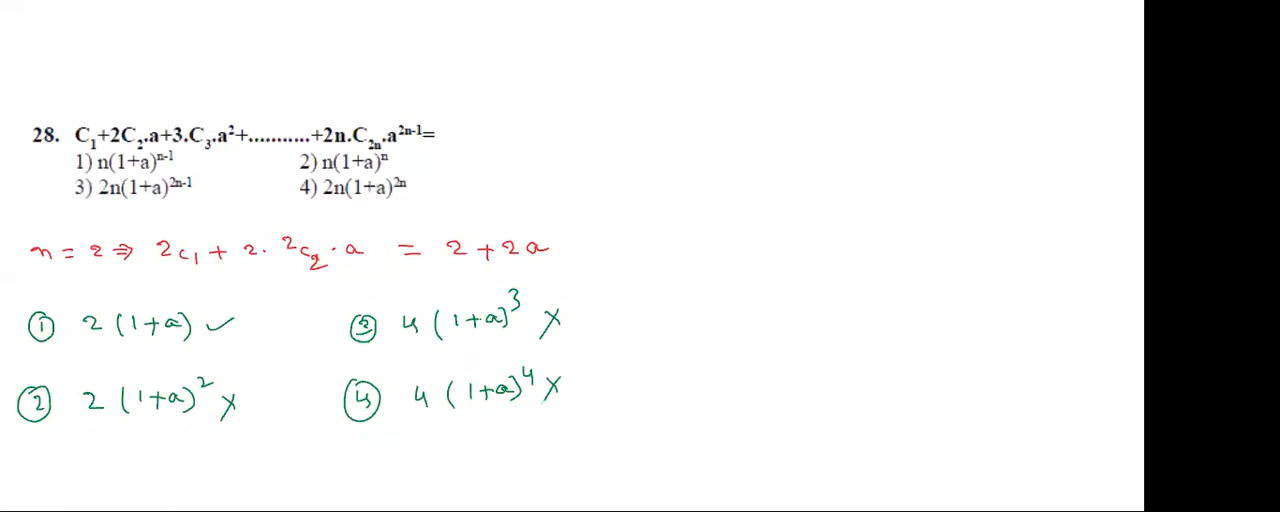 28. C₁+2C₂.a+3.C₃.a²+...........+2n.C₂ₙ.a²ⁿ⁻¹=
1) n(1+a)ⁿ⁻¹ 2) n(1+a)ⁿ
3) 2n(1+a)²ⁿ⁻¹ 4) 2n(1+a)²ⁿ
n = 2 ⇒ 2c₁ + 2. ²c₂ . a = 2 + 2a
① 2 (1+a) ✓ ③ 4 (1+a)³ ✗
② 2 (1+a)² ✗ ④ 4 (1+a)⁴ ✗